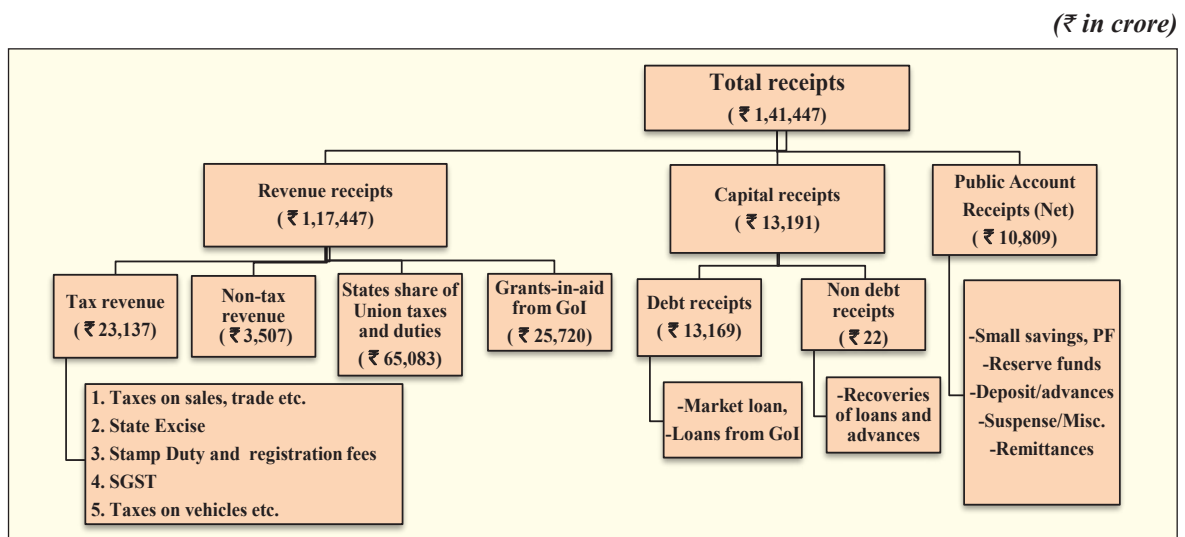 (₹ in crore)
Total receipts
( ₹ 1,41,447)
Revenue receipts
( ₹ 1,17,447)
Capital receipts
( ₹ 13,191)
Public Account
Receipts (Net)
( ₹ 10,809)
Tax revenue
( ₹ 23,137)
Non-tax
revenue
( ₹ 3,507)
States share of
Union taxes
and duties
( ₹ 65,083)
Grants-in-aid
from GoI
( ₹ 25,720)
Debt receipts
( ₹ 13,169)
Non debt
receipts
( ₹ 22)
1. Taxes on sales, trade etc.
2. State Excise
3. Stamp Duty and registration fees
4. SGST
5. Taxes on vehicles etc.
-Market loan,
-Loans from GoI
-Recoveries
of loans and
advances
-Small savings, PF
-Reserve funds
-Deposit/advances
-Suspense/Misc.
-Remittances